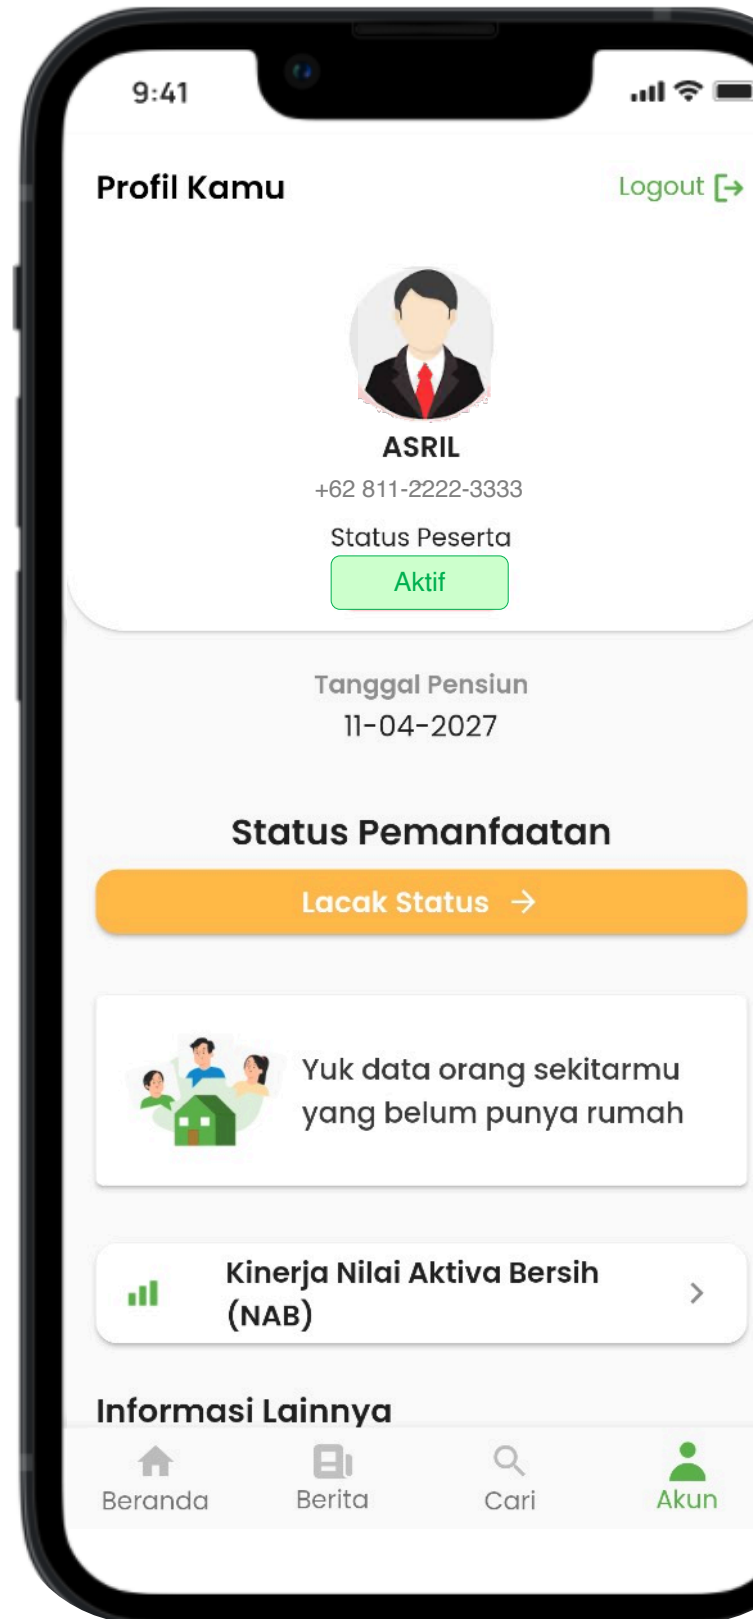 9:41
Profil Kamu
Logout
ASRIL
+62 811-2222-3333
Status Peserta
Aktif
Tanggal Pensiun
11-04-2027
Status Pemanfaatan
Lacak Status →
Yuk data orang sekitarmu
yang belum punya rumah
Kinerja Nilai Aktiva Bersih
(NAB)
Informasi Lainnya
Beranda
Berita
Cari
Akun